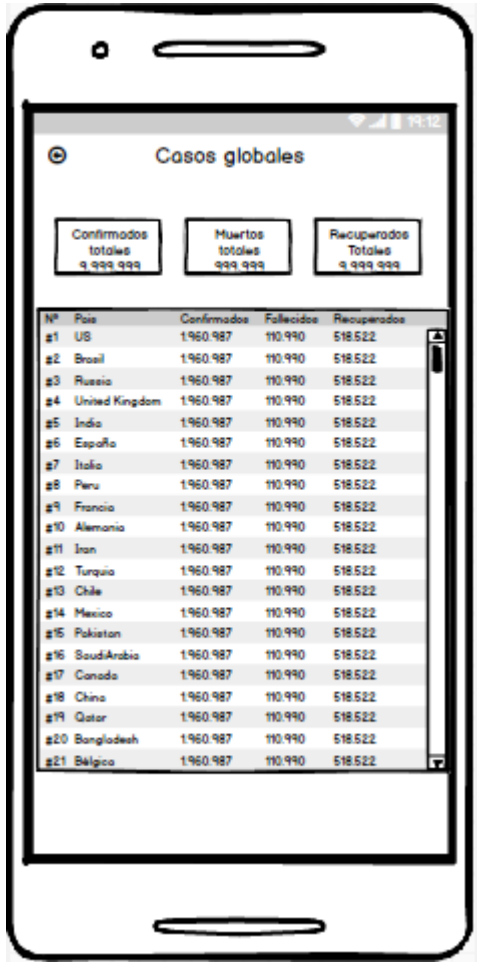 19:12
Casos globales
Confirmados
totales
9.999.999
Muertos
totales
999.999
Recuperados
Totales
9.999.999
Nº Pais Confirmados Fallecidos Recuperados
#1 US 1.960.987 110.990 518.522
#2 Brasil 1.960.987 110.990 518.522
#3 Russia 1.960.987 110.990 518.522
#4 United Kingdom 1.960.987 110.990 518.522
#5 India 1.960.987 110.990 518.522
#6 España 1.960.987 110.990 518.522
#7 Italia 1.960.987 110.990 518.522
#8 Peru 1.960.987 110.990 518.522
#9 Francia 1.960.987 110.990 518.522
#10 Alemania 1.960.987 110.990 518.522
#11 Iran 1.960.987 110.990 518.522
#12 Turquia 1.960.987 110.990 518.522
#13 Chile 1.960.987 110.990 518.522
#14 Mexico 1.960.987 110.990 518.522
#15 Pakistan 1.960.987 110.990 518.522
#16 SaudiArabia 1.960.987 110.990 518.522
#17 Canada 1.960.987 110.990 518.522
#18 China 1.960.987 110.990 518.522
#19 Qatar 1.960.987 110.990 518.522
#20 Bangladesh 1.960.987 110.990 518.522
#21 Bélgica 1.960.987 110.990 518.522